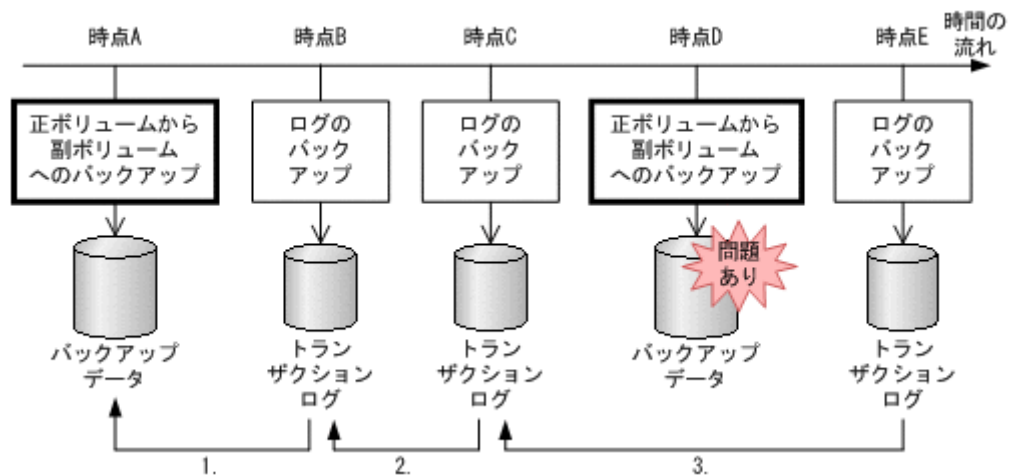 時点A
時点B
時点C
時点D
時点E
時間の
流れ
正ボリュームから
副ボリューム
へのバックアップ
ログの
バック
アップ
ログの
バック
アップ
正ボリュームから
副ボリューム
へのバックアップ
ログの
バック
アップ
問題
あり
バックアップ
データ
トラン
ザクション
ログ
トラン
ザクション
ログ
バックアップ
データ
トラン
ザクション
ログ
1.
2.
3.